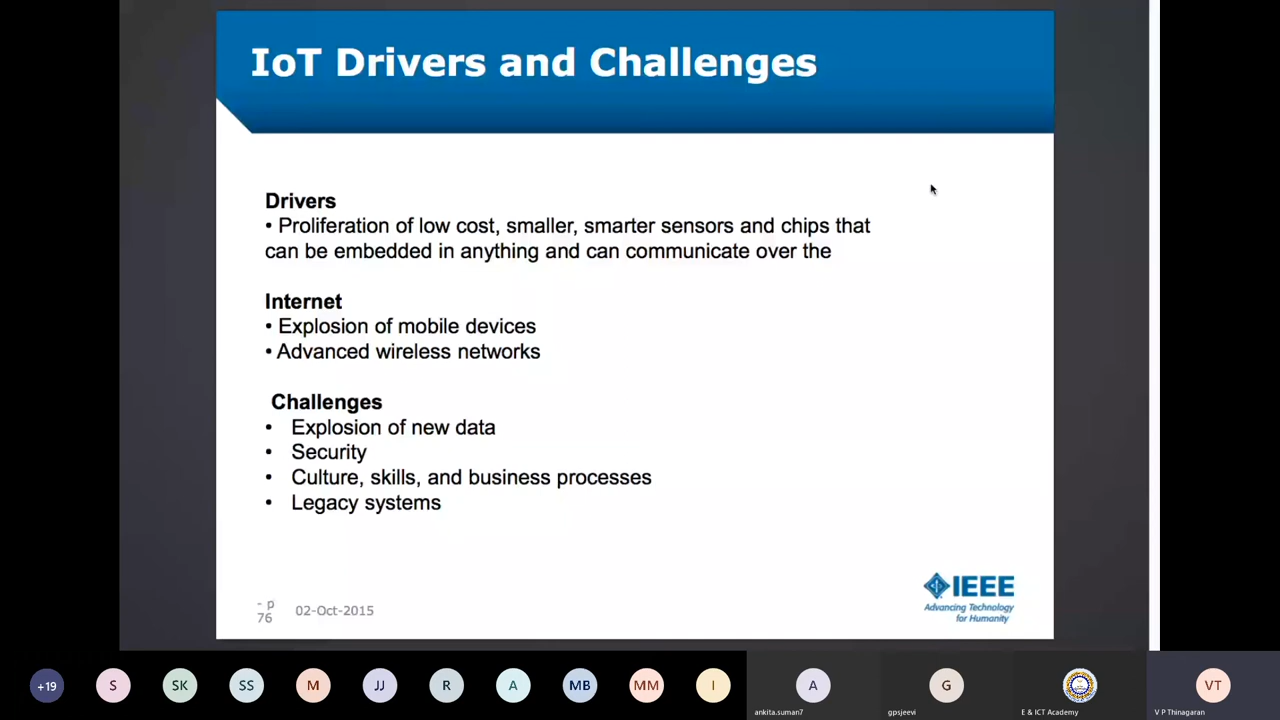 IoT Drivers and Challenges
Drivers
• Proliferation of low cost, smaller, smarter sensors and chips that
can be embedded in anything and can communicate over the
Internet
• Explosion of mobile devices
• Advanced wireless networks
Challenges
• Explosion of new data
• Security
• Culture, skills, and business processes
• Legacy systems
- p
76
02-Oct-2015
IEEE
Advancing Technology
for Humanity
+19
S
SK
SS
M
JJ
R
A
MB
MM
I
A
ankita.suman7
G
gpsjeevi
E & ICT Academy
VT
V P Thinagaran